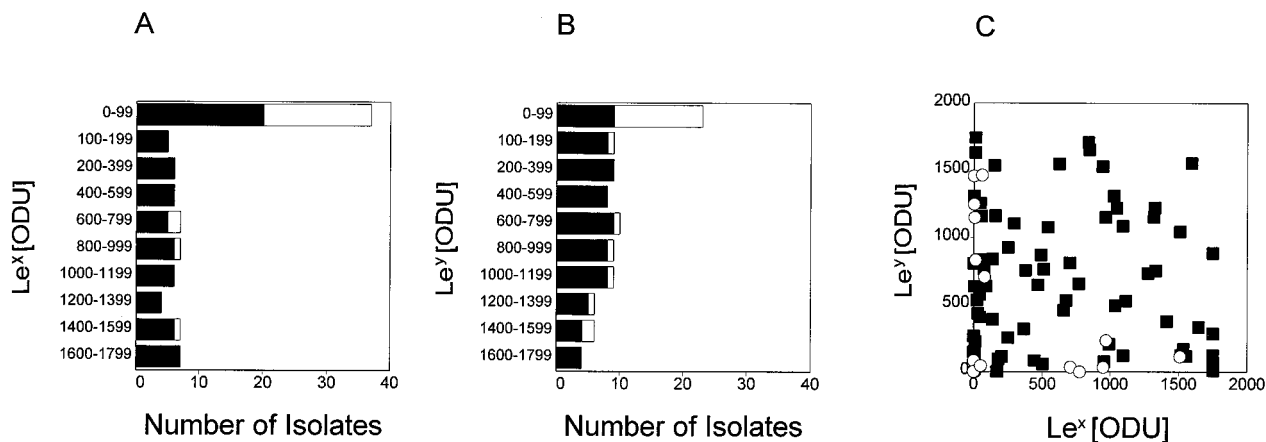 A
B
C
Le^x [ODU]
0-99
100-199
200-399
400-599
600-799
800-999
1000-1199
1200-1399
1400-1599
1600-1799
0 10 20 30 40
Number of Isolates
Le^y [ODU]
0-99
100-199
200-399
400-599
600-799
800-999
1000-1199
1200-1399
1400-1599
1600-1799
0 10 20 30 40
Number of Isolates
Le^y [ODU]
2000
1500
1000
500
0
0 500 1000 1500 2000
Le^x [ODU]